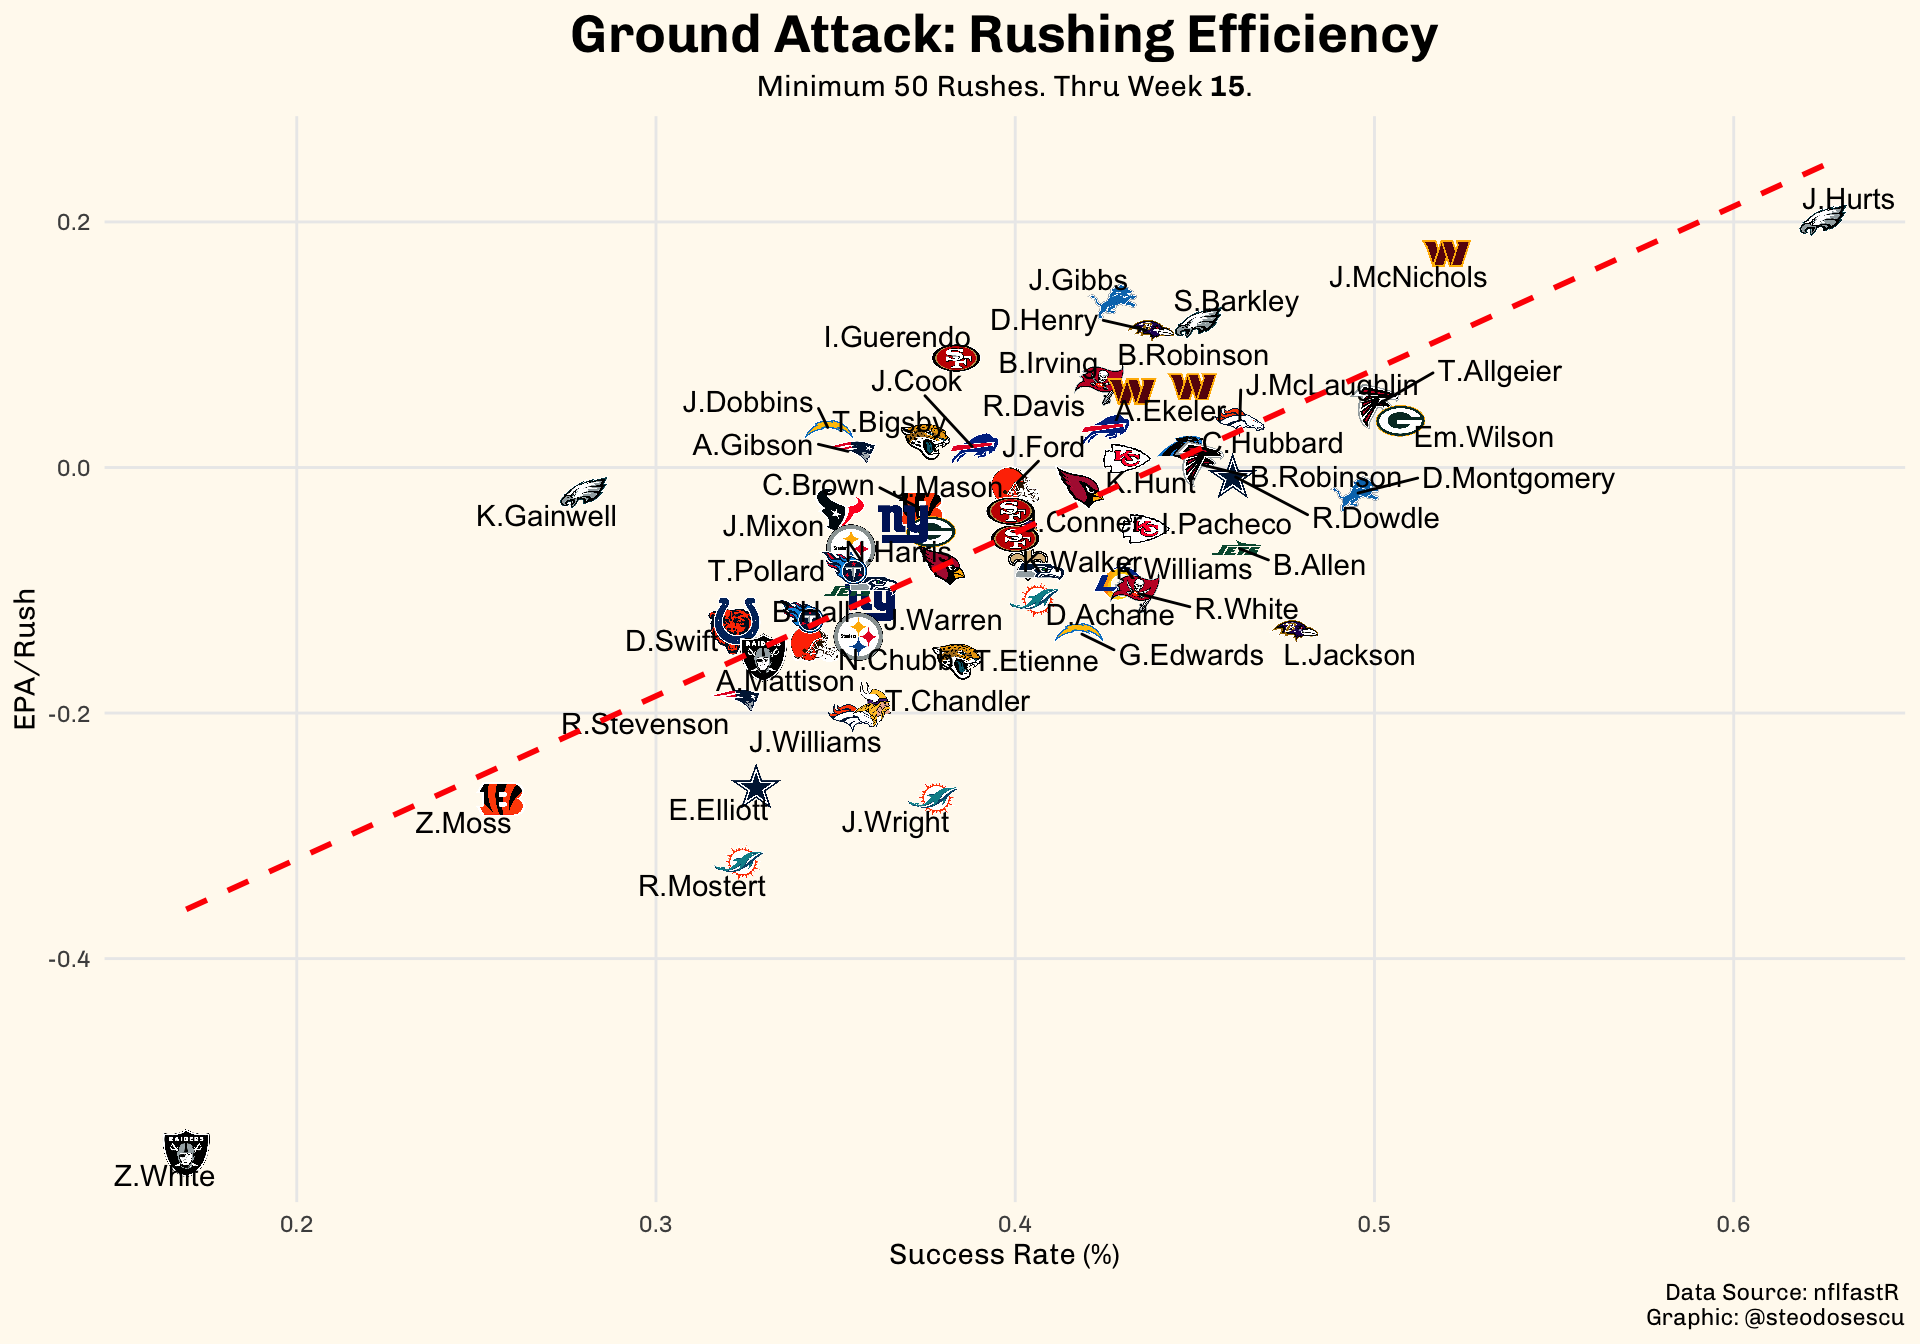 Ground Attack: Rushing Efficiency
Minimum 50 Rushes. Thru Week 15.
J.Hurts
0.2
J.McNichols
J.Gibbs
S.Barkley
D.Henry
I.Guerendo
B.Irving
B.Robinson
T.Allgeier
J.Cook
J.McLaughlin
J.Dobbins
R.Davis
A.Ekeler
T.Bigsby
Em.Wilson
A.Gibson
J.Ford
C.Hubbard
0.0
K.Hunt
B.Robinson
D.Montgomery
C.Brown
J.Mason
K.Gainwell
J.Mixon
.Conner
I.Pacheco
R.Dowdle
N.Harris
K.Walker
K.Williams
B.Allen
T.Pollard
EPA/Rush
B.Hall
J.Warren
D.Achane
R.White
D.Swift
N.Chubb
T.Etienne
G.Edwards
L.Jackson
A.Mattison
T.Chandler
-0.2
R.Stevenson
J.Williams
E.Elliott
J.Wright
Z.Moss
R.Mostert
-0.4
RAIDERS
Z.White
0.2
0.3
0.4
0.5
0.6
Success Rate (%)
Data Source: nflfastR
Graphic: @steodosescu